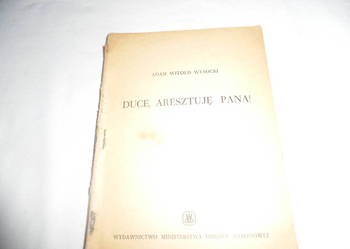 ADAM WITOLD WYSOCKI
DUCE, ARESZTUJĘ PANA!
WYDAWNICTWO MINISTERSTWA OBRONY NARODOWEJ